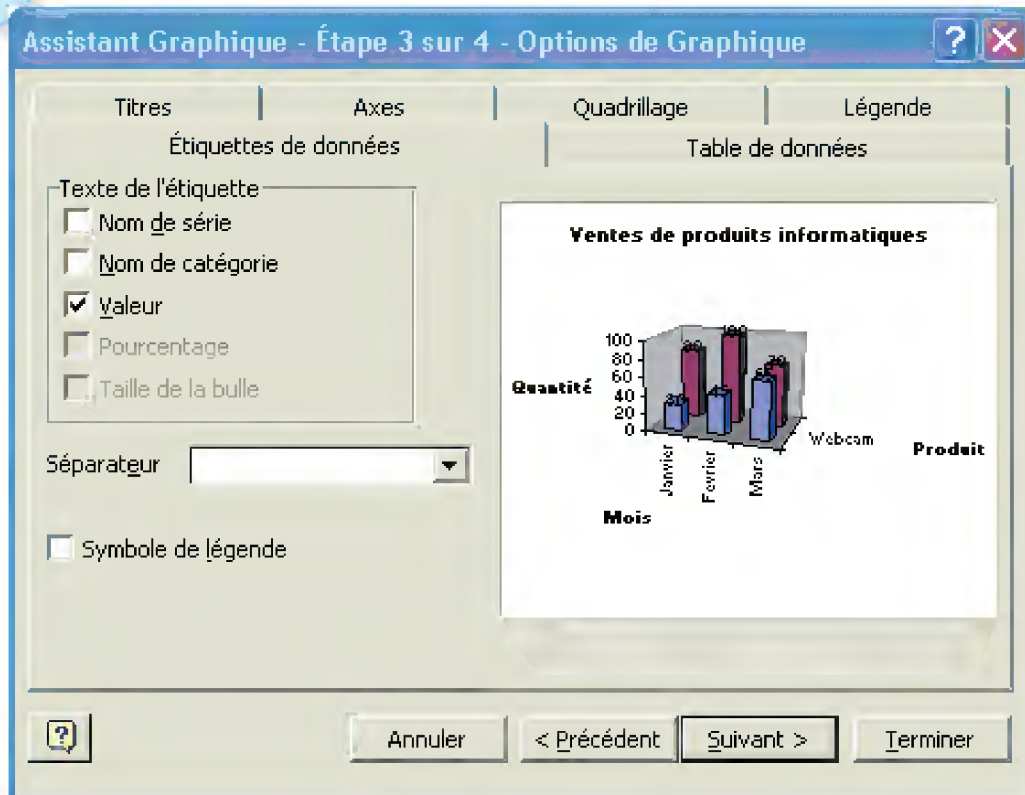 Assistant Graphique - Étape 3 sur 4 - Options de Graphique
Titres Axes Quadrillage Légende
Étiquettes de données Table de données
Texte de l'étiquette
Nom de série
Nom de catégorie
Valeur
Pourcentage
Taille de la bulle
Séparateur
Symbole de légende
Ventes de produits informatiques
100
80
60
40
20
0
Quantité
Janvier
Fevrier
Mars
Webcam
Produit
Mois
Annuler < Précédent Suivant > Terminer